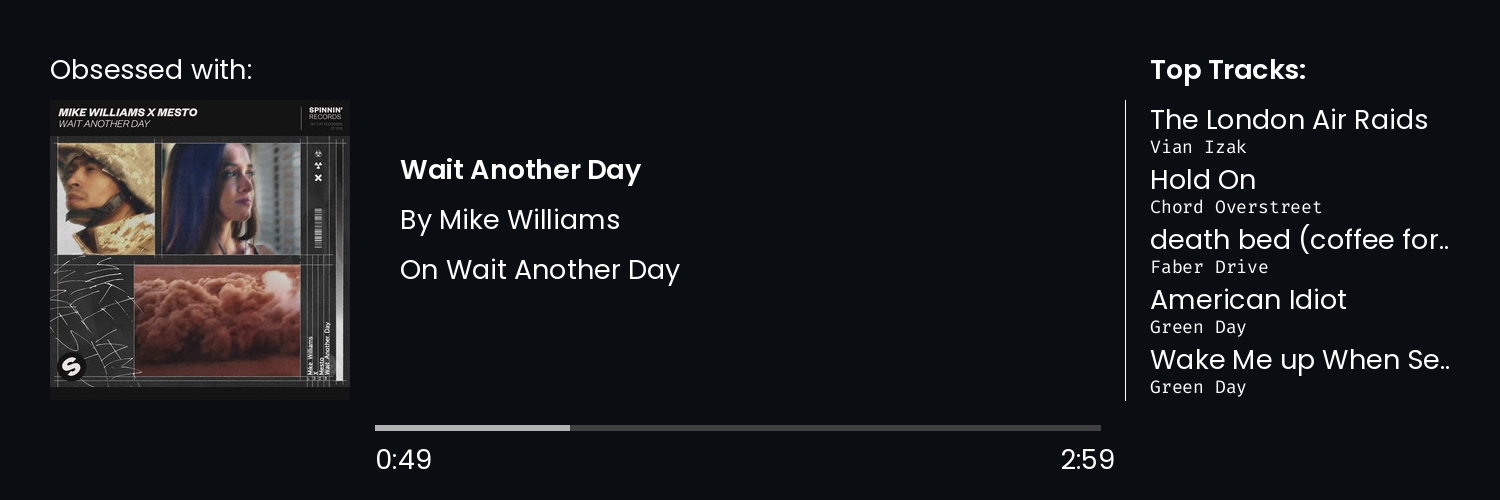 Obsessed with:
MIKE WILLIAMS X MESTO
WAIT ANOTHER DAY
SPINNIN'
RECORDS
Mike Williams
X
Mesto
Wait Another Day
S
Wait Another Day
By Mike Williams
On Wait Another Day
0:49
2:59
Top Tracks:
The London Air Raids
Vian Izak
Hold On
Chord Overstreet
death bed (coffee for..
Faber Drive
American Idiot
Green Day
Wake Me up When Se..
Green Day